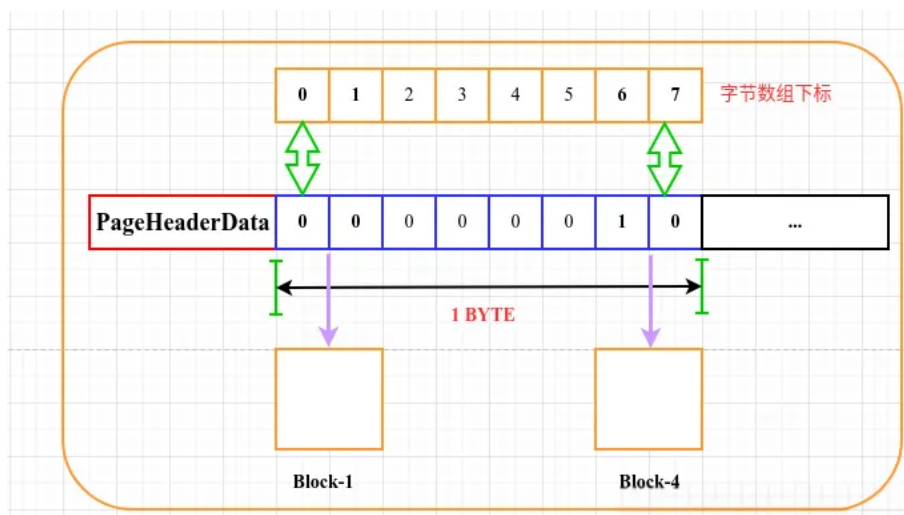 0 1 2 3 4 5 6 7 字节数组下标
PageHeaderData 0 0 0 0 0 0 1 0 ...
1 BYTE
Block-1 Block-4